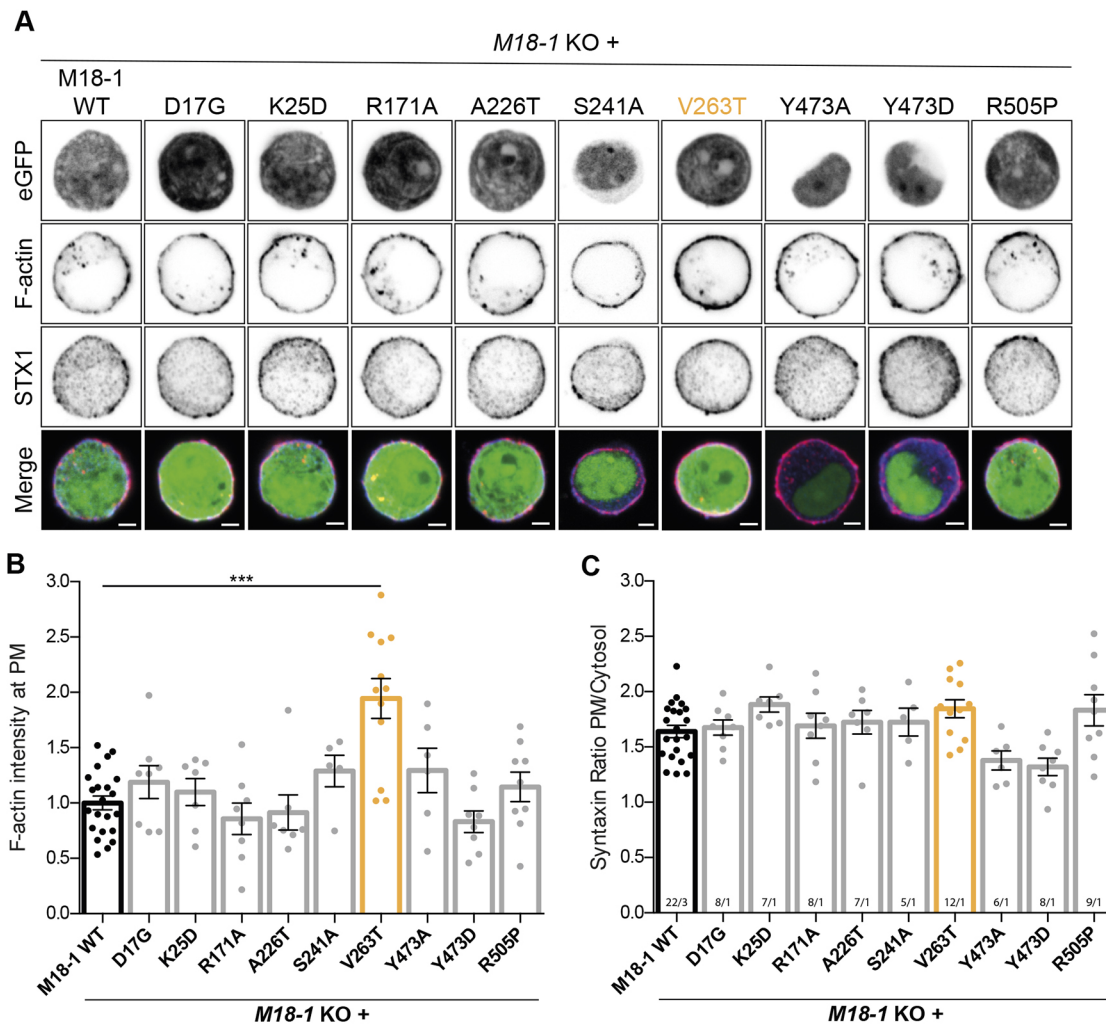 A
M18-1 KO +
M18-1
WT D17G K25D R171A A226T S241A V263T Y473A Y473D R505P
eGFP
F-actin
STX1
Merge
B
F-actin intensity at PM
3.0
2.5
2.0
1.5
1.0
0.5
0.0
***
M18-1 WT D17G K25D R171A A226T S241A V263T Y473A Y473D R505P
M18-1 KO +
C
Syntaxin Ratio PM/Cytosol
3.0
2.5
2.0
1.5
1.0
0.5
0.0
22/3 8/1 7/1 8/1 7/1 5/1 12/1 6/1 8/1 9/1
M18-1 WT D17G K25D R171A A226T S241A V263T Y473A Y473D R505P
M18-1 KO +